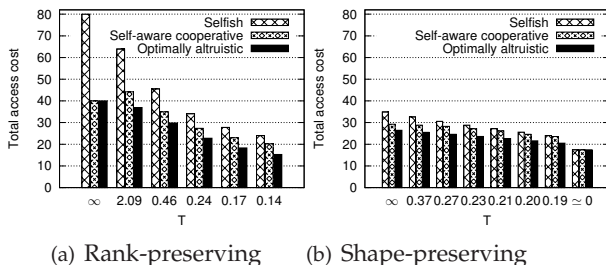 80
70
60
50
40
30
20
10
0
Total access cost
Selfish
Self-aware cooperative
Optimally altruistic
∞ 2.09 0.46 0.24 0.17 0.14
T
(a) Rank-preserving
80
70
60
50
40
30
20
10
0
Total access cost
Selfish
Self-aware cooperative
Optimally altruistic
∞ 0.37 0.27 0.23 0.21 0.20 0.19 ≃ 0
T
(b) Shape-preserving